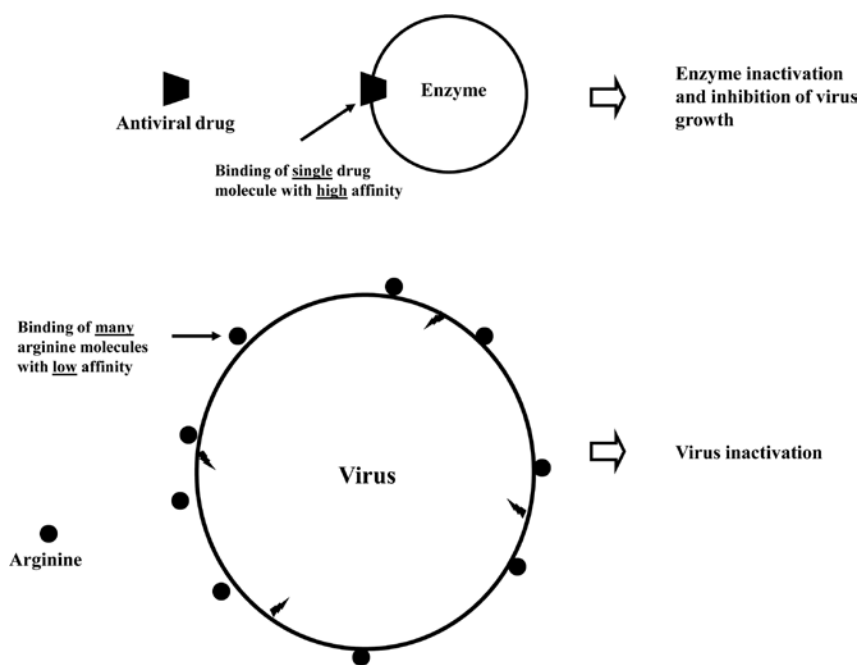 Antiviral drug
Enzyme
Binding of single drug
molecule with high affinity
Enzyme inactivation
and inhibition of virus
growth
Binding of many
arginine molecules
with low affinity
Virus
Virus inactivation
Arginine